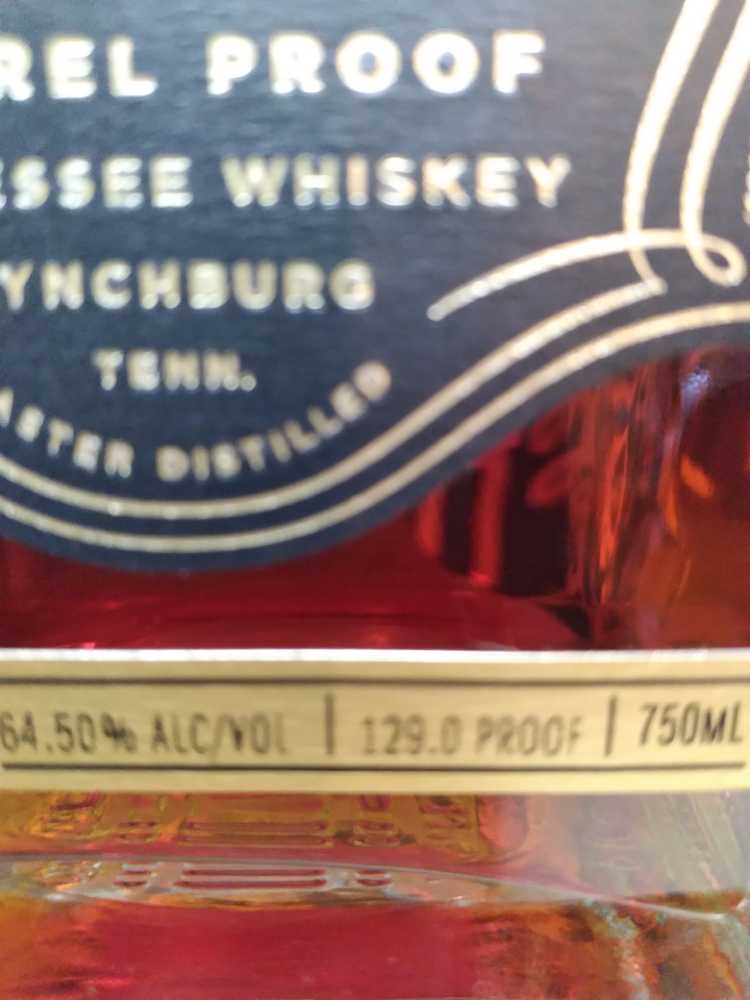 REL PROOF
ESSEE WHISKEY
YNCHBURG
TENN.
ASTER DISTILLED
64.50% ALC/VOL | 129.0 PROOF | 750ML